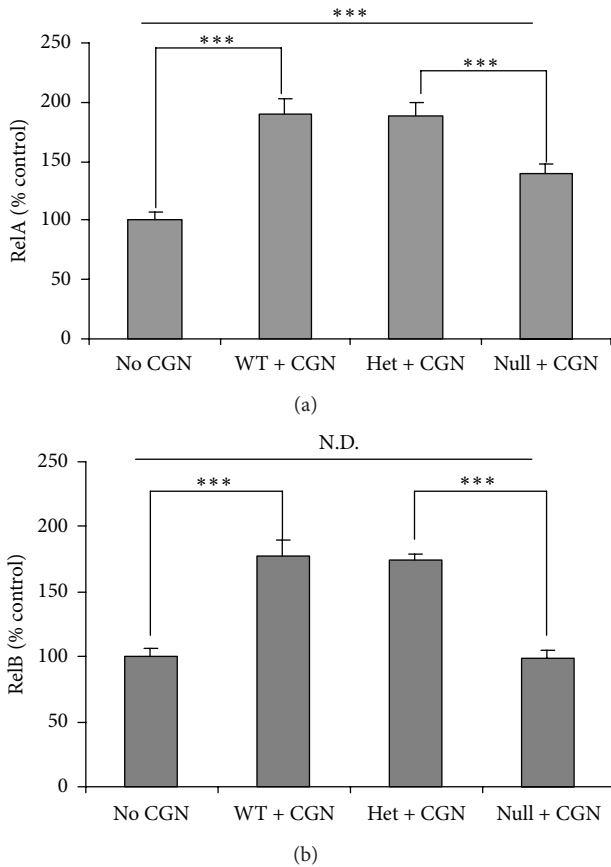 ***
***
***
250
200
150
100
50
0
RelA (% control)
No CGN WT + CGN Het + CGN Null + CGN
(a)
N.D.
***
***
250
200
150
100
50
0
RelB (% control)
No CGN WT + CGN Het + CGN Null + CGN
(b)